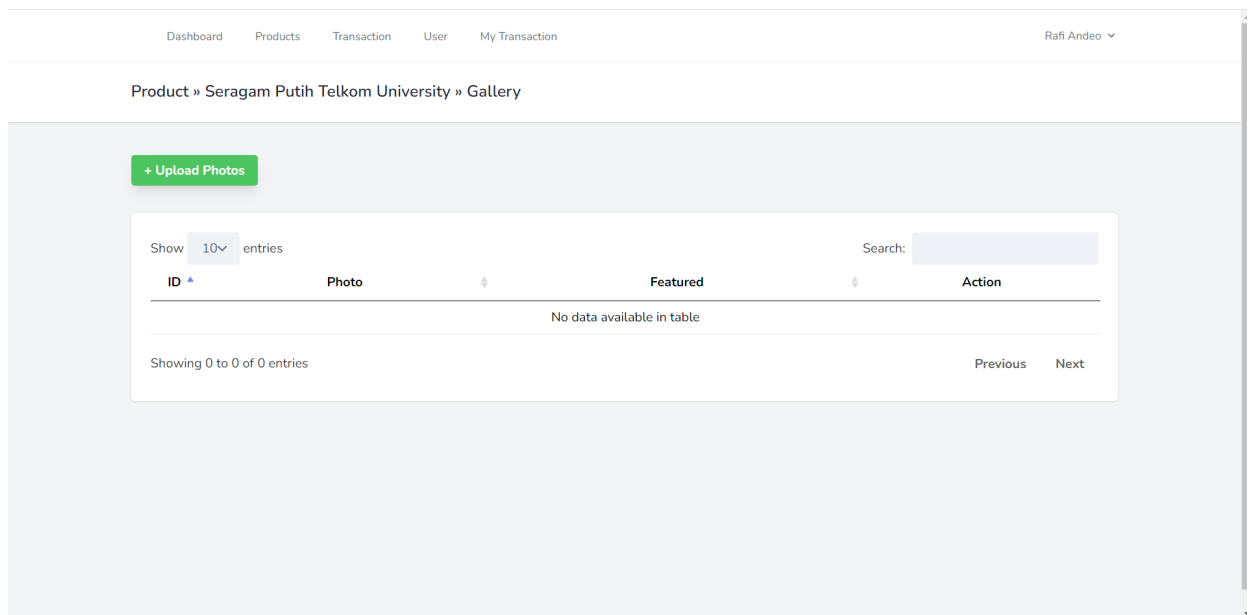 Dashboard Products Transaction User My Transaction Rafi Andeo
Product » Seragam Putih Telkom University » Gallery
+ Upload Photos
Show 10 entries Search:
ID Photo Featured Action
No data available in table
Showing 0 to 0 of 0 entries Previous Next